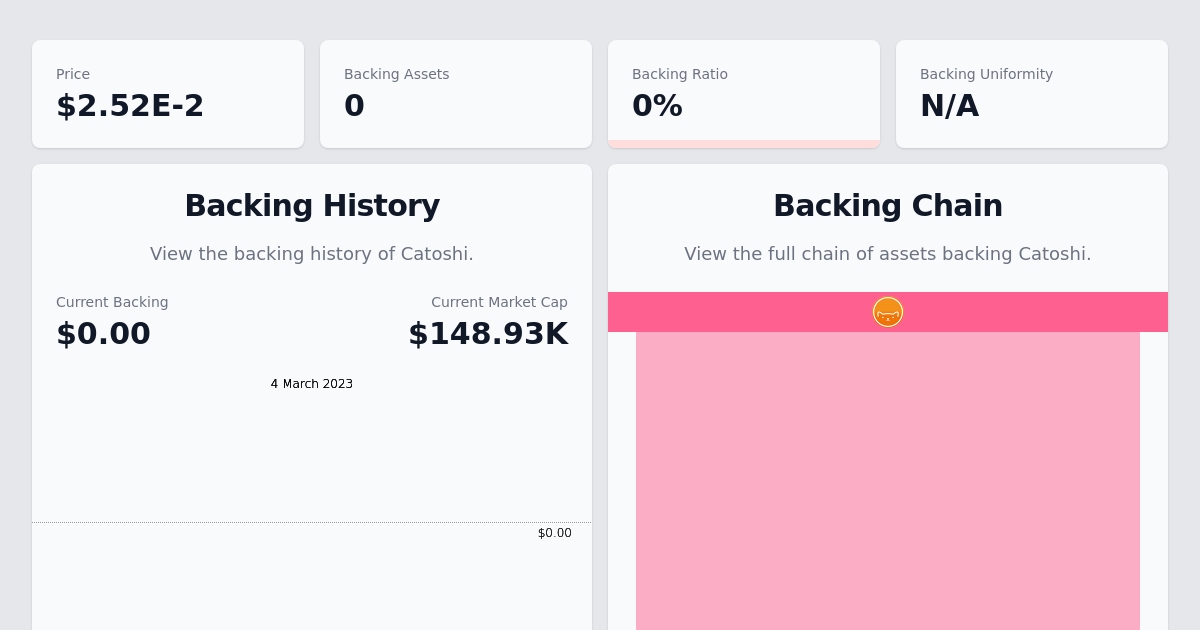 Price
$2.52E-2
Backing Assets
0
Backing Ratio
0%
Backing Uniformity
N/A
Backing History
View the backing history of Catoshi.
Current Backing
$0.00
Current Market Cap
$148.93K
4 March 2023
$0.00
Backing Chain
View the full chain of assets backing Catoshi.